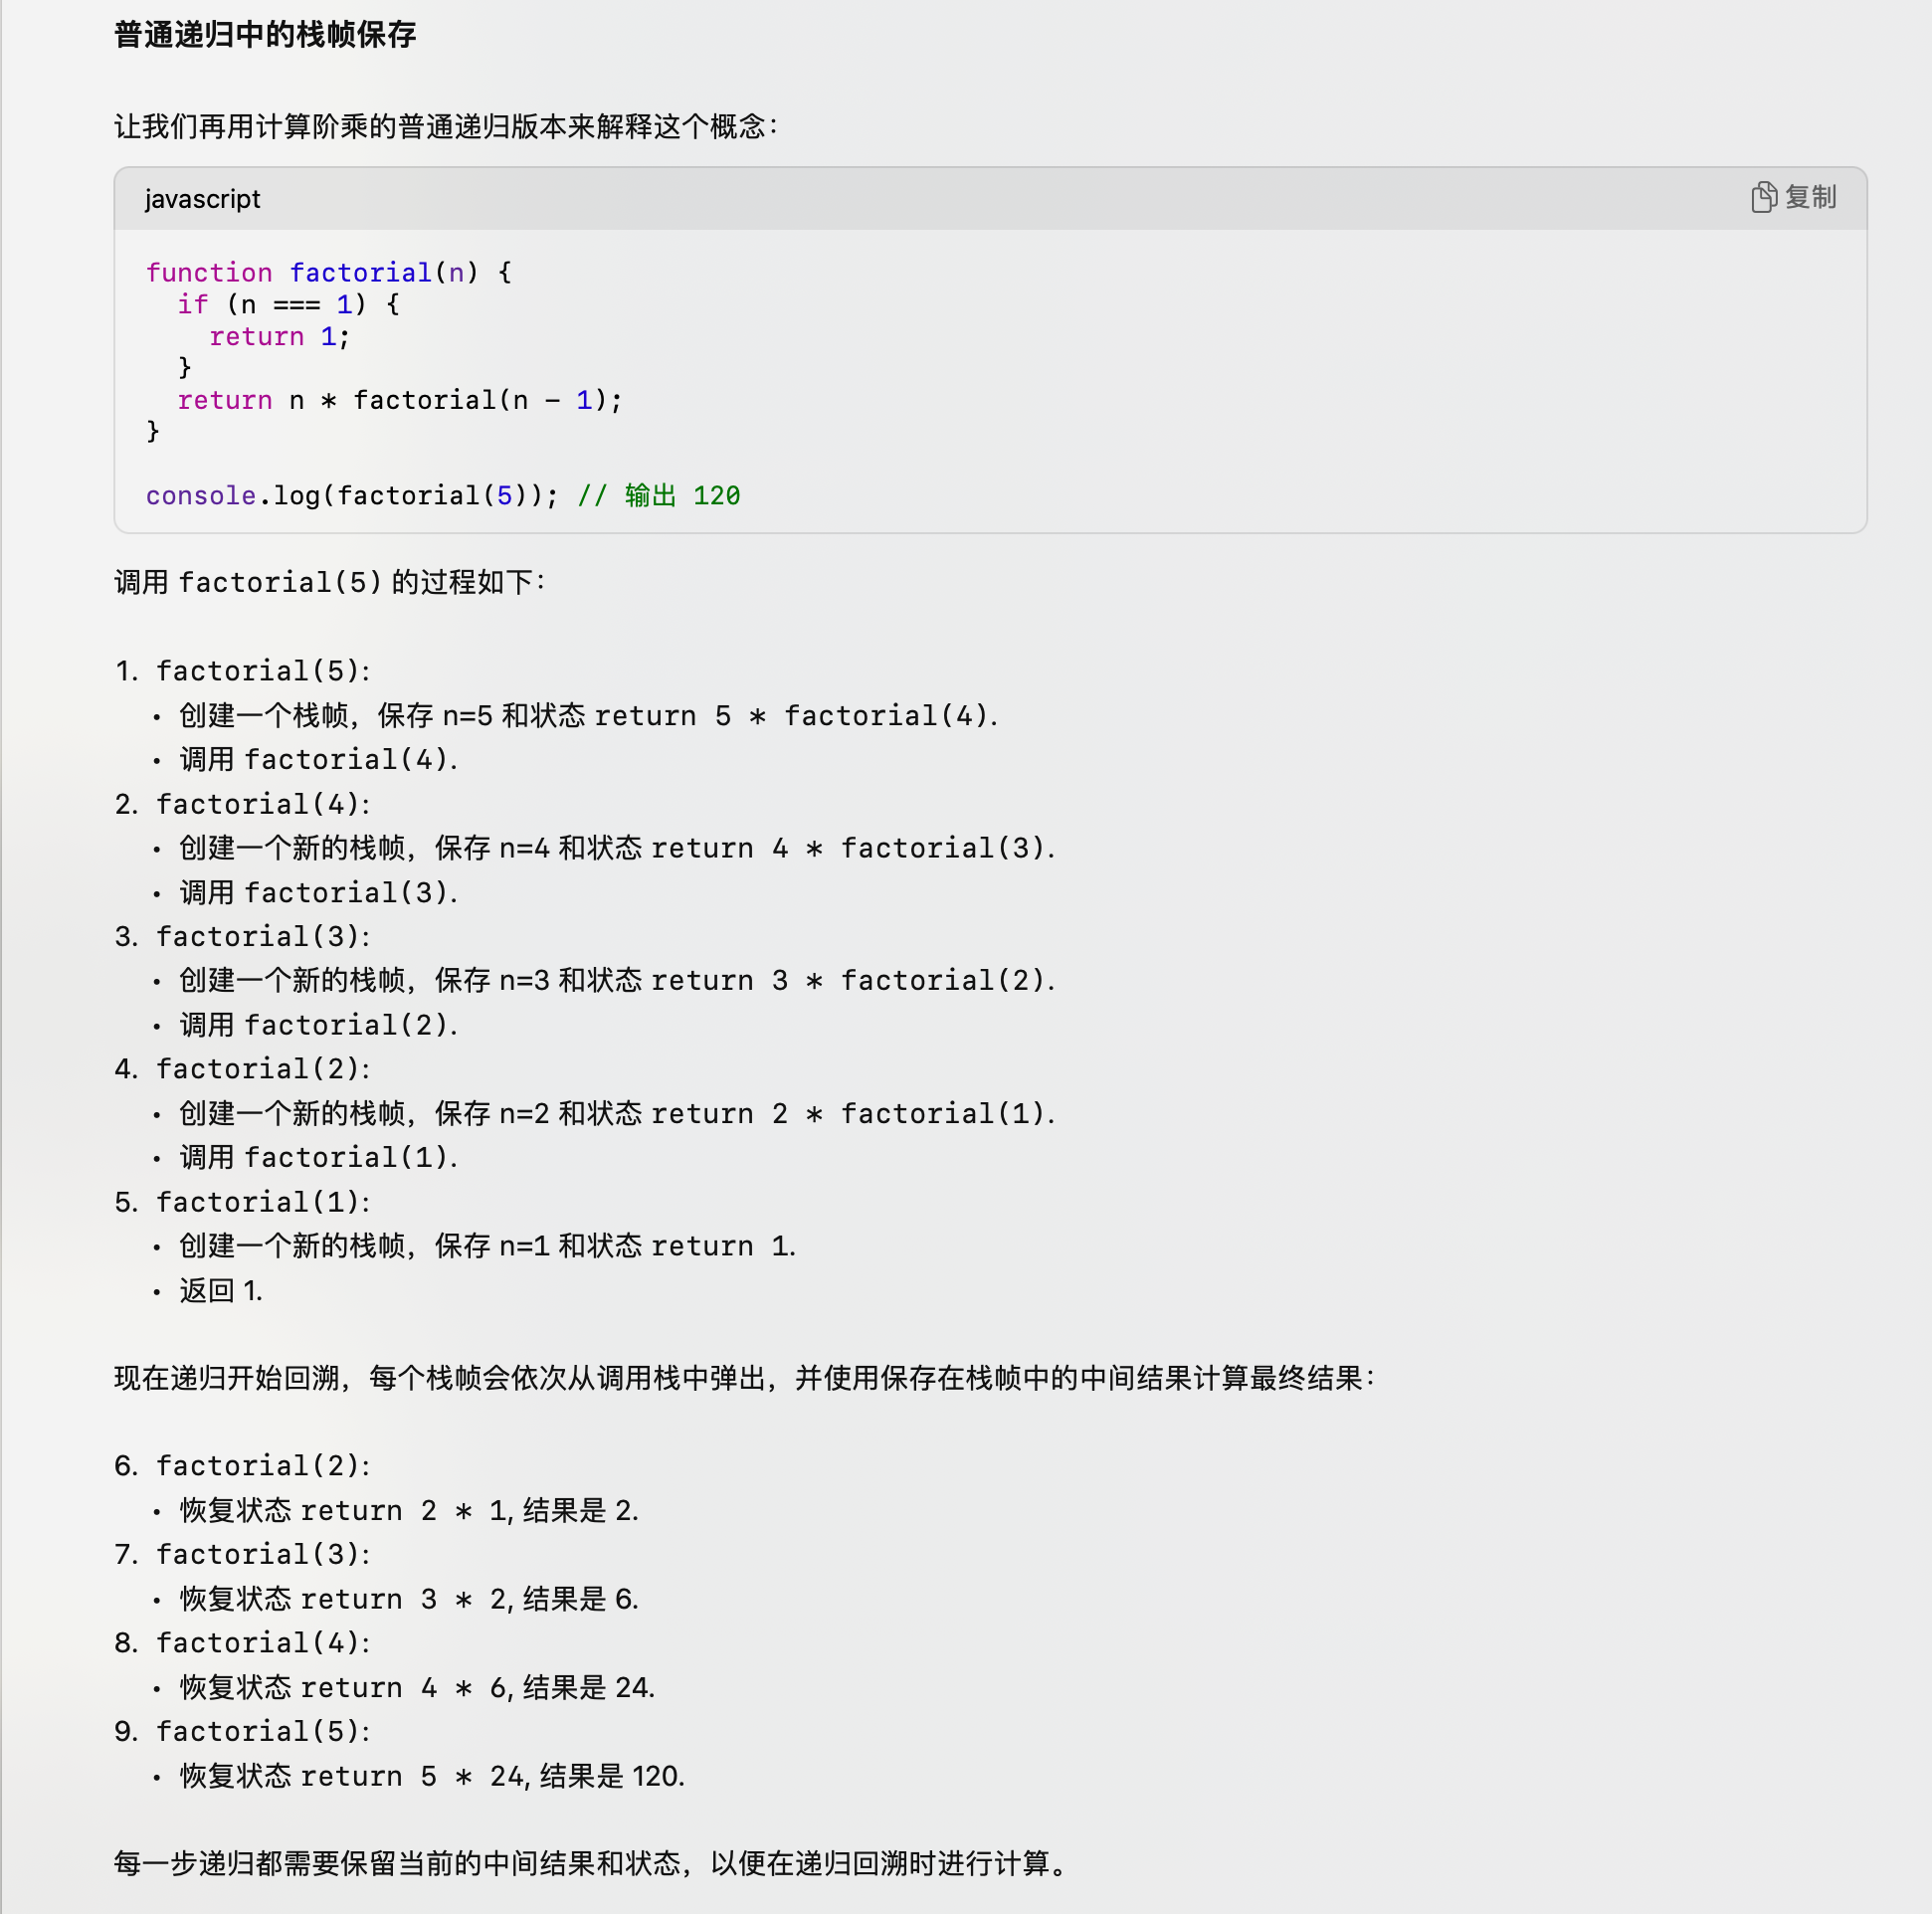 普通递归中的栈帧保存
让我们再用计算阶乘的普通递归版本来解释这个概念：
javascript
复制
function factorial(n) {
  if (n === 1) {
    return 1;
  }
  return n * factorial(n - 1);
}
console.log(factorial(5)); // 输出 120
调用 factorial(5) 的过程如下：
1. factorial(5):
• 创建一个栈帧，保存 n=5 和状态 return 5 * factorial(4).
• 调用 factorial(4).
2. factorial(4):
• 创建一个新的栈帧，保存 n=4 和状态 return 4 * factorial(3).
• 调用 factorial(3).
3. factorial(3):
• 创建一个新的栈帧，保存 n=3 和状态 return 3 * factorial(2).
• 调用 factorial(2).
4. factorial(2):
• 创建一个新的栈帧，保存 n=2 和状态 return 2 * factorial(1).
• 调用 factorial(1).
5. factorial(1):
• 创建一个新的栈帧，保存 n=1 和状态 return 1.
• 返回 1.
现在递归开始回溯，每个栈帧会依次从调用栈中弹出，并使用保存在栈帧中的中间结果计算最终结果：
6. factorial(2):
• 恢复状态 return 2 * 1, 结果是 2.
7. factorial(3):
• 恢复状态 return 3 * 2, 结果是 6.
8. factorial(4):
• 恢复状态 return 4 * 6, 结果是 24.
9. factorial(5):
• 恢复状态 return 5 * 24, 结果是 120.
每一步递归都需要保留当前的中间结果和状态，以便在递归回溯时进行计算。